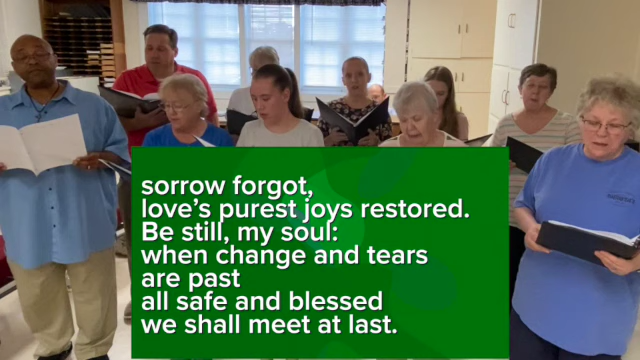 sorrow forgot,
love's purest joys restored.
Be still, my soul:
when change and tears
are past
all safe and blessed
we shall meet at last.